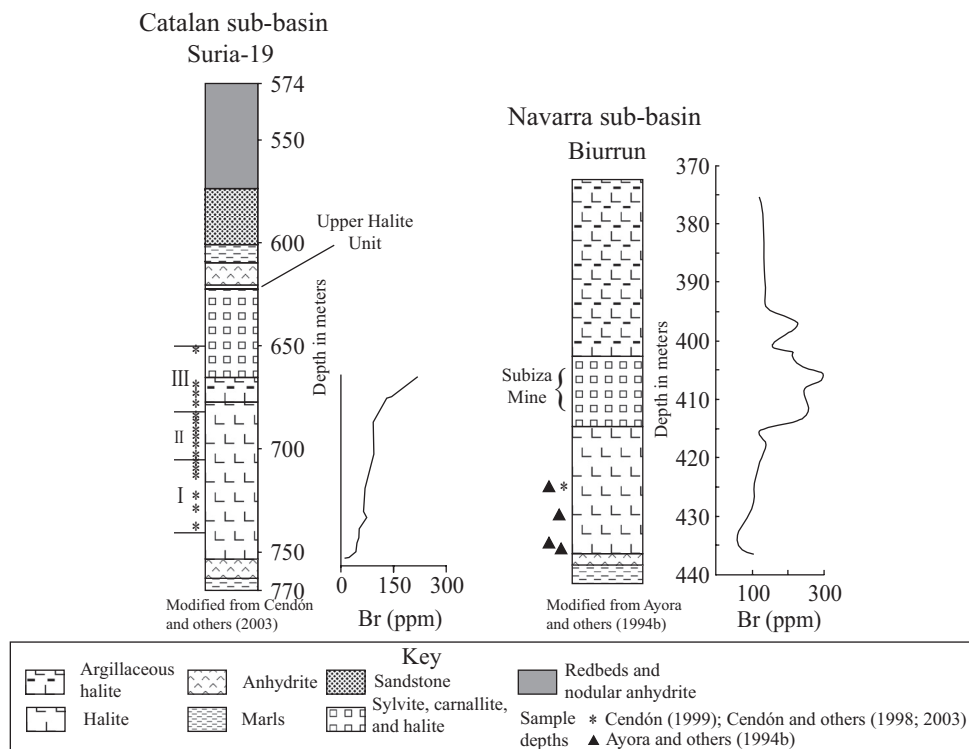 Catalan sub-basin
Suria-19
574
550
600
650
700
750
770
Upper Halite
Unit
III
II
I
Depth in meters
0
150
300
Br (ppm)
Modified from Cendón
and others (2003)
Navarra sub-basin
Biurrun
Subiza
Mine
{
Depth in meters
370
380
390
400
410
420
430
440
100
300
Br (ppm)
Modified from Ayora
and others (1994b)
Key
Argillaceous
halite
Halite
Anhydrite
Marls
Sandstone
Sylvite, carnallite,
and halite
Redbeds and
nodular anhydrite
Sample
depths
* Cendón (1999); Cendón and others (1998; 2003)
▲ Ayora and others (1994b)